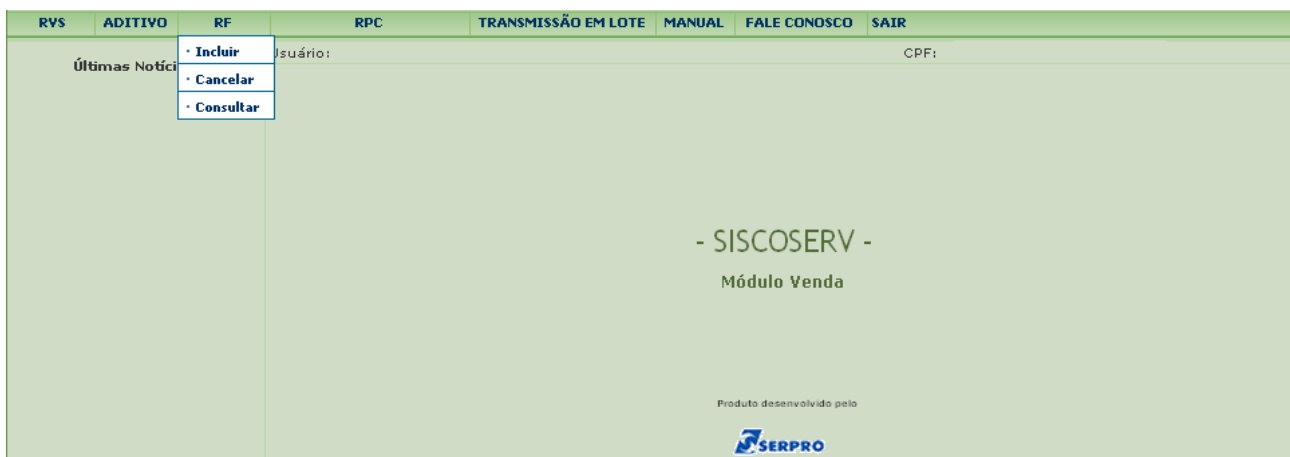 RVS ADITIVO RF RPC TRANSMISSÃO EM LOTE MANUAL FALE CONOSCO SAIR
· Incluir
Usuário: CPF:
Últimas Notíci
· Cancelar
· Consultar
- SISCOSERV -
Módulo Venda
Produto desenvolvido pelo
SERPRO